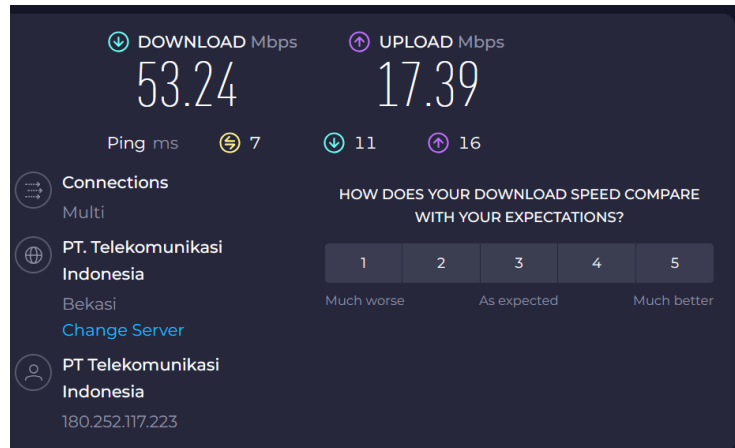 DOWNLOAD Mbps
53.24
UPLOAD Mbps
17.39
Ping ms 7 11 16
Connections
Multi
PT. Telekomunikasi
Indonesia
Bekasi
Change Server
PT Telekomunikasi
Indonesia
180.252.117.223
HOW DOES YOUR DOWNLOAD SPEED COMPARE
WITH YOUR EXPECTATIONS?
1 2 3 4 5
Much worse As expected Much better